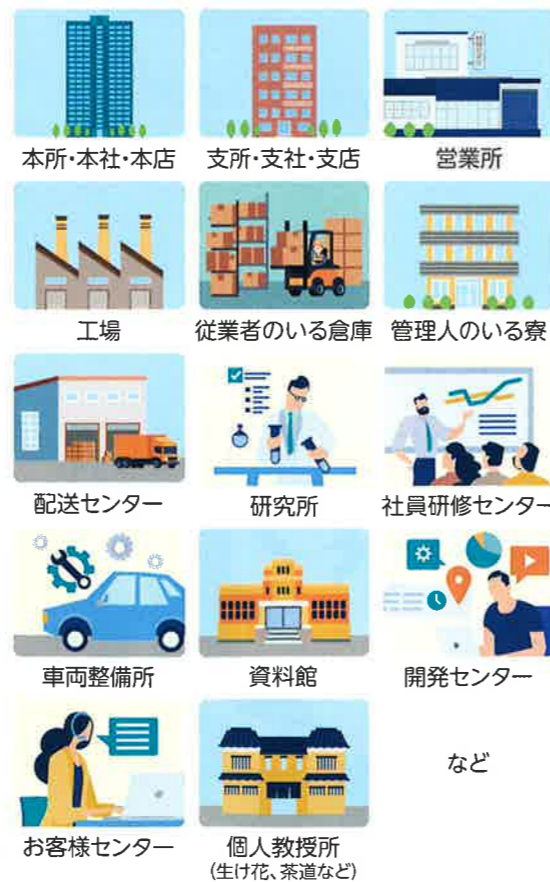 本所・本社・本店
支所・支社・支店
営業所
工場
従業者のいる倉庫
管理人のいる寮
配送センター
研究所
社員研修センター
車両整備所
資料館
開発センター
お客様センター
個人教授所
(生け花、茶道など)
など